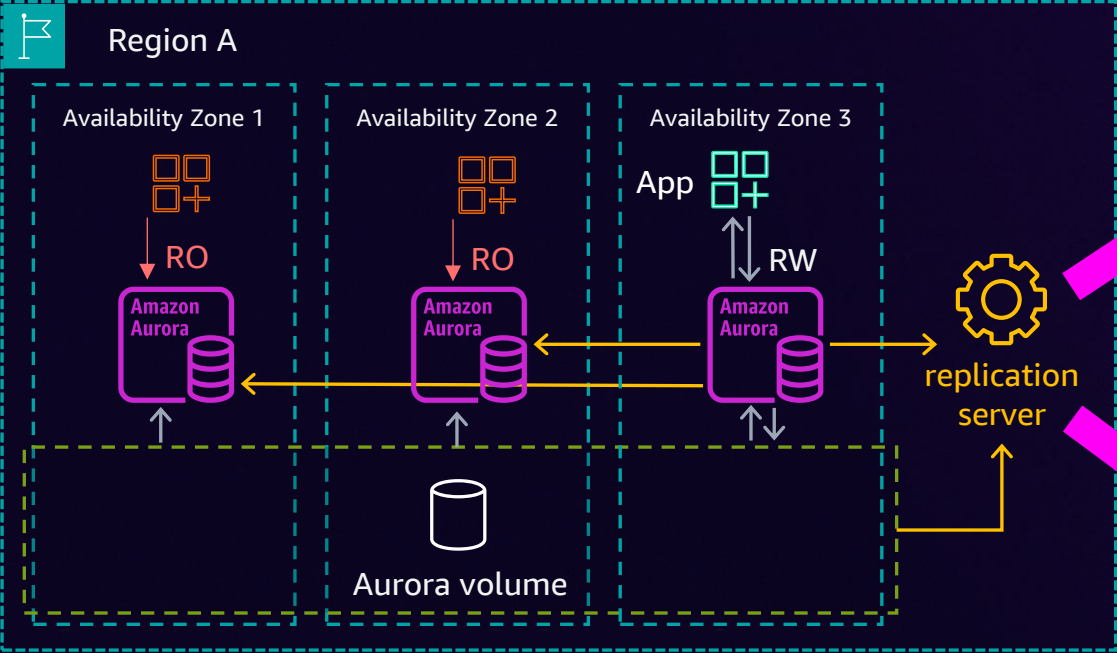 Region A
Availability Zone 1
Availability Zone 2
Availability Zone 3
App
RO
RO
RW
Amazon
Aurora
Amazon
Aurora
Amazon
Aurora
replication
server
Aurora volume